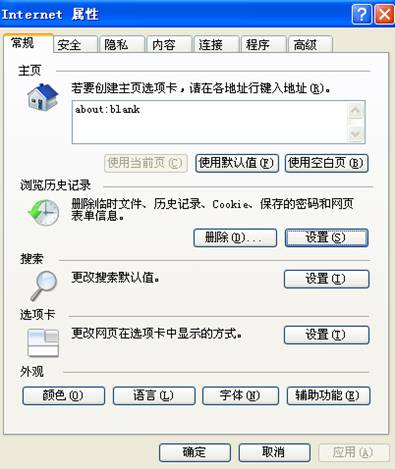 Internet 属性
常规 安全 隐私 内容 连接 程序 高级
主页
若要创建主页选项卡，请在各地址行键入地址(R)。
about:blank
使用当前页(C) 使用默认值(F) 使用空白页(B)
浏览历史记录
删除临时文件、历史记录、Cookie、保存的密码和网页
表单信息。
删除(D)... 设置(S)
搜索
更改搜索默认值。 设置(I)
选项卡
更改网页在选项卡中显示的方式。 设置(T)
外观
颜色(O) 语言(L) 字体(N) 辅助功能(E)
确定 取消 应用(A)